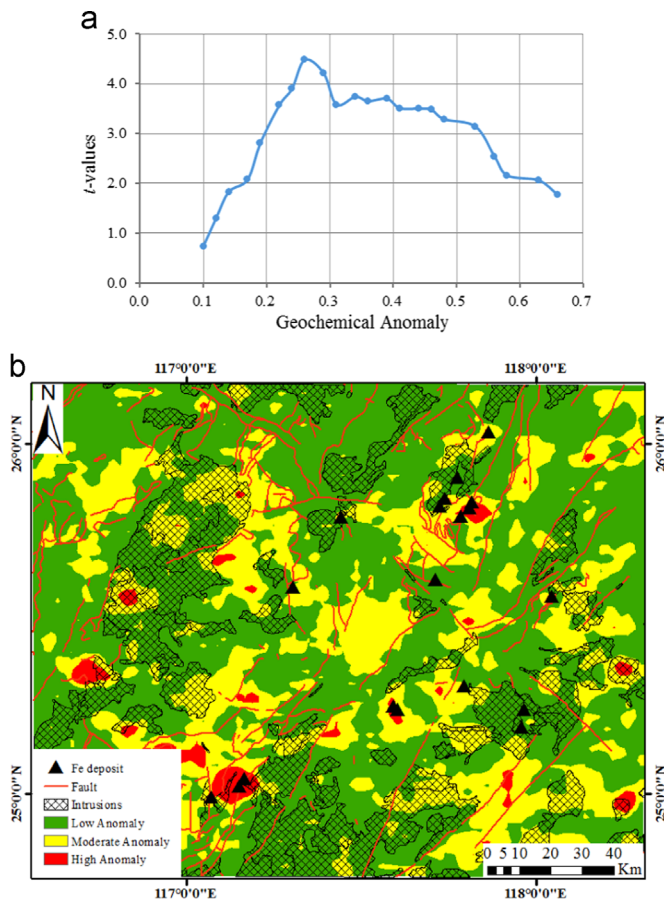 a
5.0
4.0
3.0
2.0
1.0
0.0
t-values
0.0 0.1 0.2 0.3 0.4 0.5 0.6 0.7
Geochemical Anomaly
b
117°0'0"E 118°0'0"E
N
26°0'0"N 26°0'0"N
25°0'0"N 25°0'0"N
Fe deposit
Fault
Intrusions
Low Anomaly
Moderate Anomaly
High Anomaly
0 5 10 20 30 40
Km
117°0'0"E 118°0'0"E